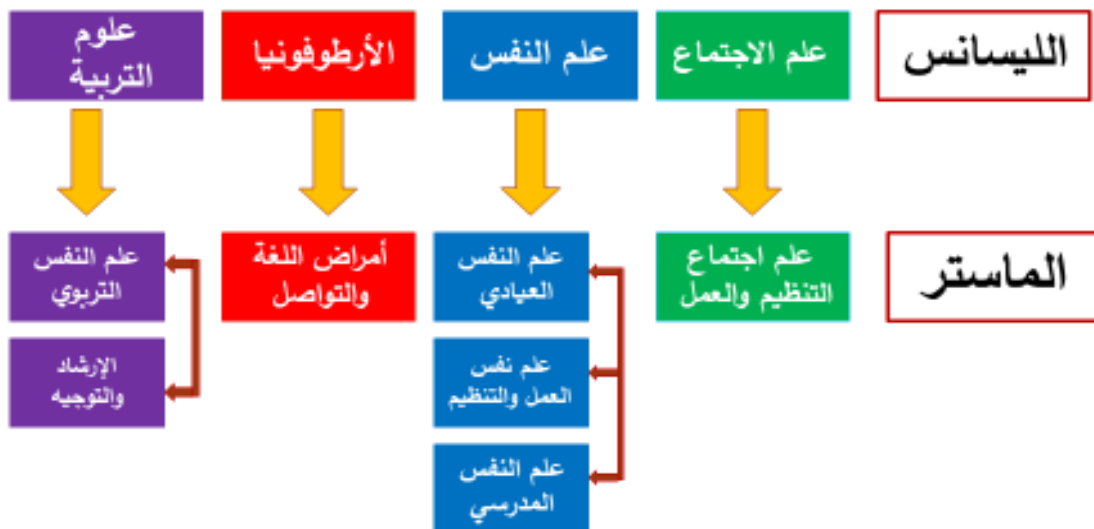 الليسانس
علم الاجتماع
علم النفس
الأرطوفونيا
علوم
التربية
الماستر
علم اجتماع
التنظيم والعمل
علم النفس
العيادي
علم نفس
العمل والتنظيم
علم النفس
المدرسي
أمراض اللغة
والتواصل
علم النفس
التربوي
الإرشاد
والتوجيه